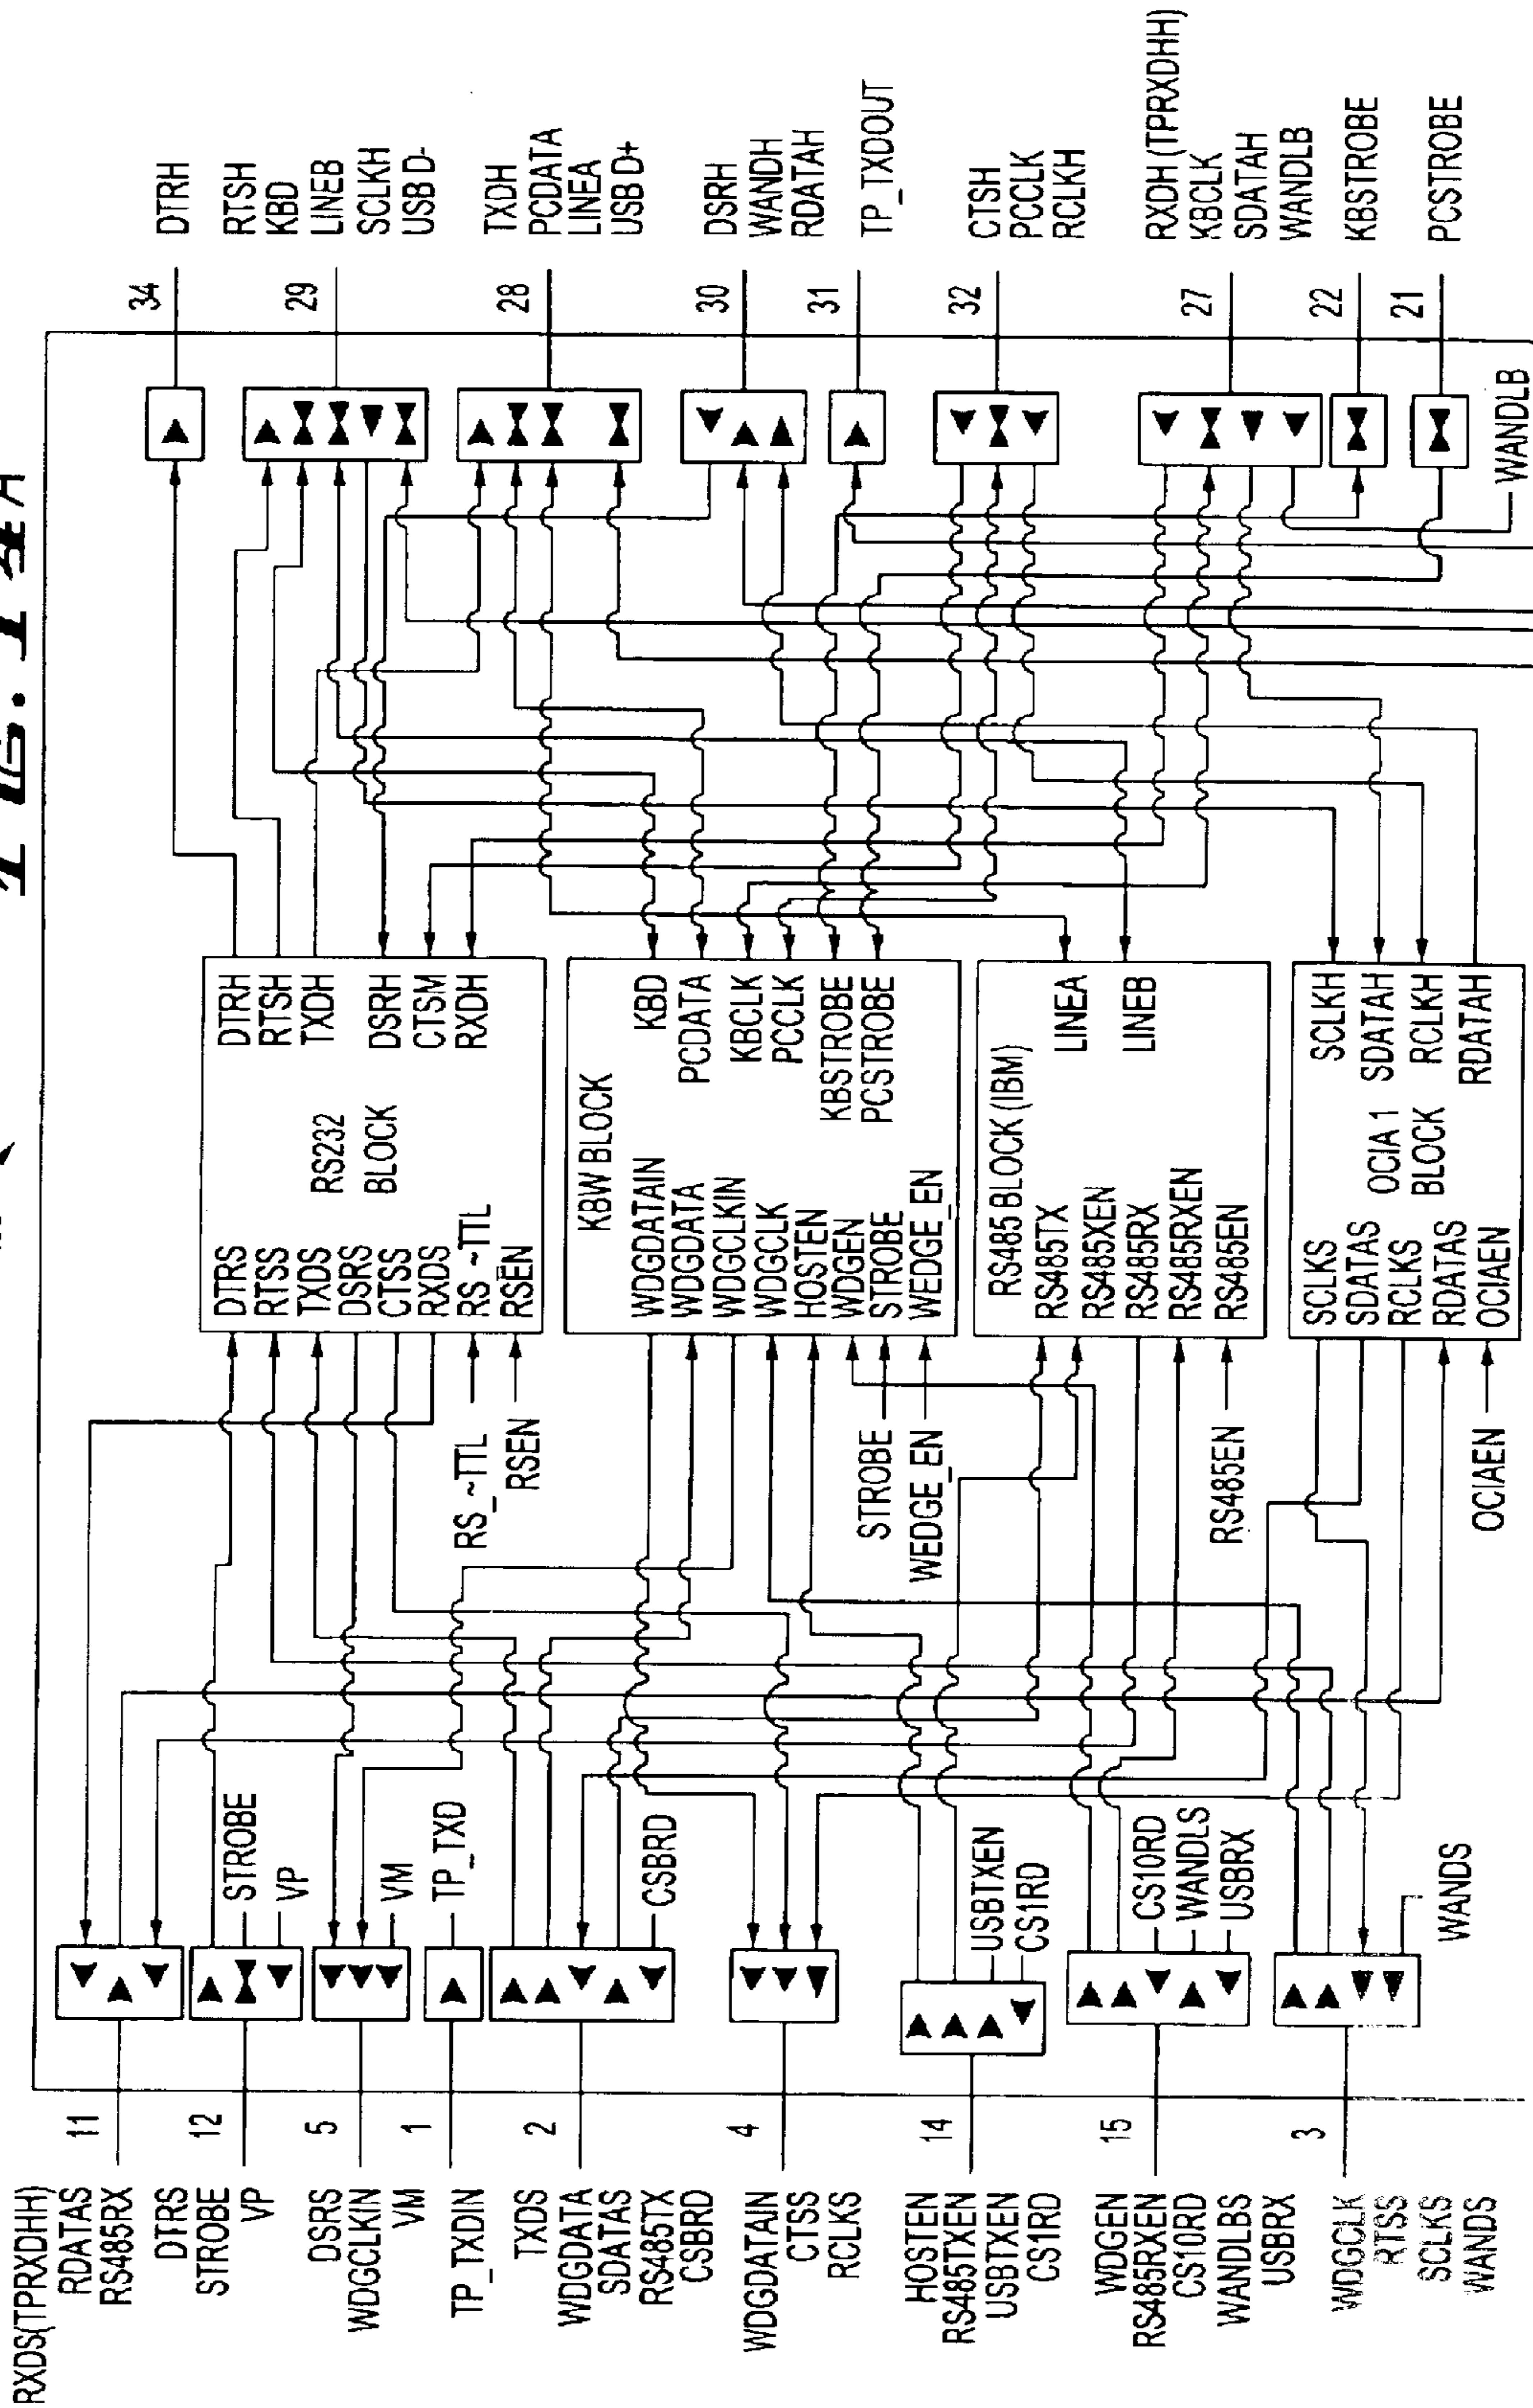 FIG. 14A
DTRH
34
RTSH
KBD
LINEB
SCLKH
USB D-
29
TXDH
PCDATA
LINEA
USB D+
28
DSRH
WANDH
RDATAH
30
TP_TXDOUT
31
CTSH
PCCLK
RCLKH
32
RXDH (TPRXDHH)
KBCLK
SDATAH
WANDLB
27
KBSTROBE
22
PCSTROBE
21
WANDLB
DTRH
RTSH
TXDH
DSRH
CTSM
RXDH
RS232
BLOCK
DTRS
RTSS
TXDS
DSRS
CTSS
RXDS
RS_~TTL
RSEN
RS_~TTL
RSEN
KBW BLOCK
KBD
PCDATA
KBCLK
PCCLK
KBSTROBE
PCSTROBE
WDGDATAIN
WDGDATA
WDGCLKIN
WDGCLK
HOSTEN
WDGEN
STROBE
WEDGE_EN
STROBE
WEDGE_EN
RS485 BLOCK (IBM)
LINEA
LINEB
RS485TX
RS485XEN
RS485RX
RS485RXEN
RS485EN
RS485EN
SCLKH
SDATAH
RCLKH
RDATAH
OCIA 1
BLOCK
SCLKS
SDATAS
RCLKS
RDATAS
OCIAEN
OCIAEN
STROBE
VP
VM
TP_TXD
CSBRD
USBTXEN
CS1RD
CS10RD
WANDLS
USBRX
WANDS
11
RXDS(TPRXDHH)
RDATAS
RS485RX
12
DTRS
STROBE
VP
5
DSRS
WDGCLKIN
VM
1
TP_TXDIN
2
TXDS
WDGDATA
SDATAS
RS485TX
CSBRD
4
WDGDATAIN
CTSS
RCLKS
14
HOSTEN
RS485TXEN
USBTXEN
CS1RD
15
WDGEN
RS485RXEN
CS10RD
WANDLBS
USBRX
3
WDGCLK
RTSS
SCLKS
WANDS